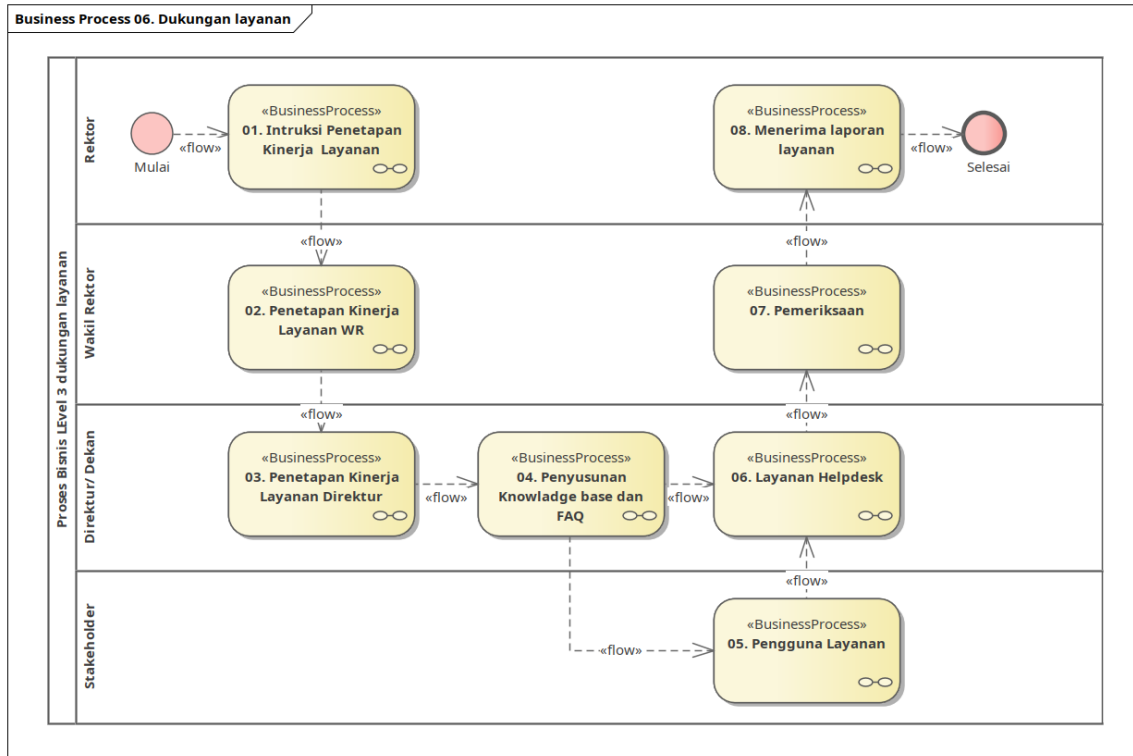 Business Process 06. Dukungan layanan
Proses Bisnis LEvel 3 dukungan layanan
Rektor
Mulai
«flow»
«BusinessProcess»
01. Intruksi Penetapan
Kinerja Layanan
«BusinessProcess»
08. Menerima laporan
layanan
«flow»
Selesai
«flow»
«flow»
Wakil Rektor
«BusinessProcess»
02. Penetapan Kinerja
Layanan WR
«BusinessProcess»
07. Pemeriksaan
«flow»
«flow»
Direktur/ Dekan
«BusinessProcess»
03. Penetapan Kinerja
Layanan Direktur
«flow»
«BusinessProcess»
04. Penyusunan
Knowladge base dan
FAQ
«flow»
«BusinessProcess»
06. Layanan Helpdesk
«flow»
Stakeholder
«flow»
«BusinessProcess»
05. Pengguna Layanan